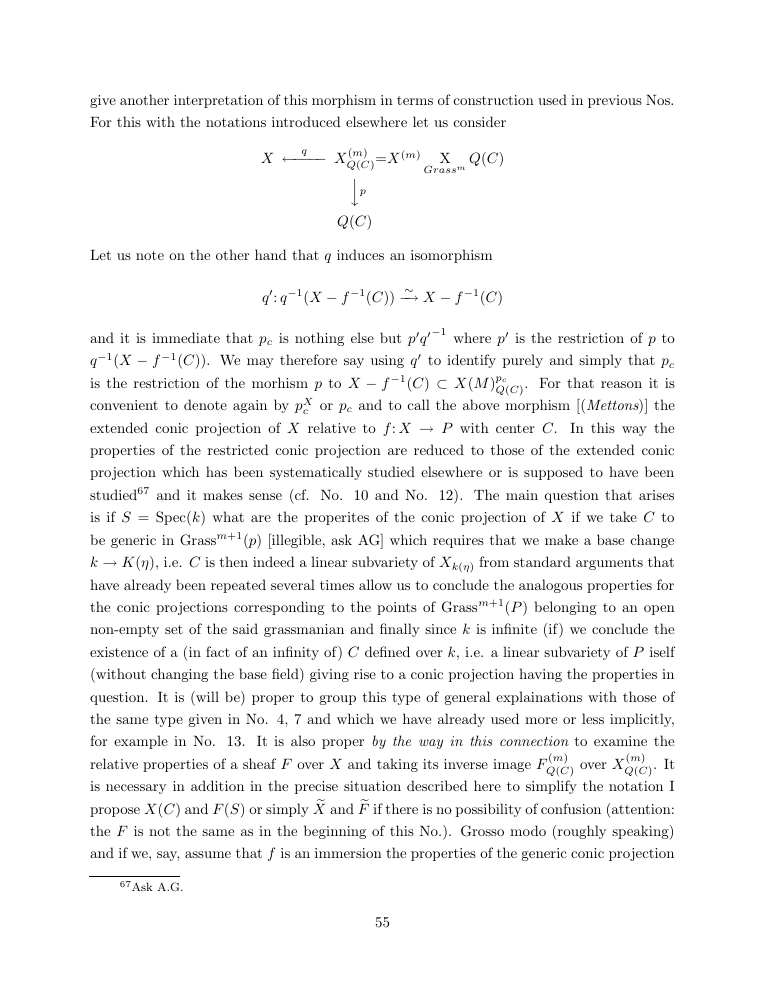 give another interpretation of this morphism in terms of construction used in previous Nos.
For this with the notations introduced elsewhere let us consider
X ←q— X^{(m)}_{Q(C)}=X^{(m)} X_{Grass^m} Q(C)
↓ p
Q(C)
Let us note on the other hand that q induces an isomorphism
q′: q^{−1}(X − f^{−1}(C)) ∼→ X − f^{−1}(C)
and it is immediate that p_c is nothing else but p′q′^{−1} where p′ is the restriction of p to
q^{−1}(X − f^{−1}(C)). We may therefore say using q′ to identify purely and simply that p_c
is the restriction of the morhism p to X − f^{−1}(C) ⊂ X(M)^{p_c}_{Q(C)}. For that reason it is
convenient to denote again by p^X_c or p_c and to call the above morphism [(Mettons)] the
extended conic projection of X relative to f: X → P with center C. In this way the
properties of the restricted conic projection are reduced to those of the extended conic
projection which has been systematically studied elsewhere or is supposed to have been
studied^{67} and it makes sense (cf. No. 10 and No. 12). The main question that arises
is if S = Spec(k) what are the properites of the conic projection of X if we take C to
be generic in Grass^{m+1}(p) [illegible, ask AG] which requires that we make a base change
k → K(η), i.e. C is then indeed a linear subvariety of X_{k(η)} from standard arguments that
have already been repeated several times allow us to conclude the analogous properties for
the conic projections corresponding to the points of Grass^{m+1}(P) belonging to an open
non-empty set of the said grassmanian and finally since k is infinite (if) we conclude the
existence of a (in fact of an infinity of) C defined over k, i.e. a linear subvariety of P iself
(without changing the base field) giving rise to a conic projection having the properties in
question. It is (will be) proper to group this type of general explainations with those of
the same type given in No. 4, 7 and which we have already used more or less implicitly,
for example in No. 13. It is also proper by the way in this connection to examine the
relative properties of a sheaf F over X and taking its inverse image F^{(m)}_{Q(C)} over X^{(m)}_{Q(C)}. It
is necessary in addition in the precise situation described here to simplify the notation I
propose X(C) and F(S) or simply X̃ and F̃ if there is no possibility of confusion (attention:
the F is not the same as in the beginning of this No.). Grosso modo (roughly speaking)
and if we, say, assume that f is an immersion the properties of the generic conic projection
^{67}Ask A.G.
55